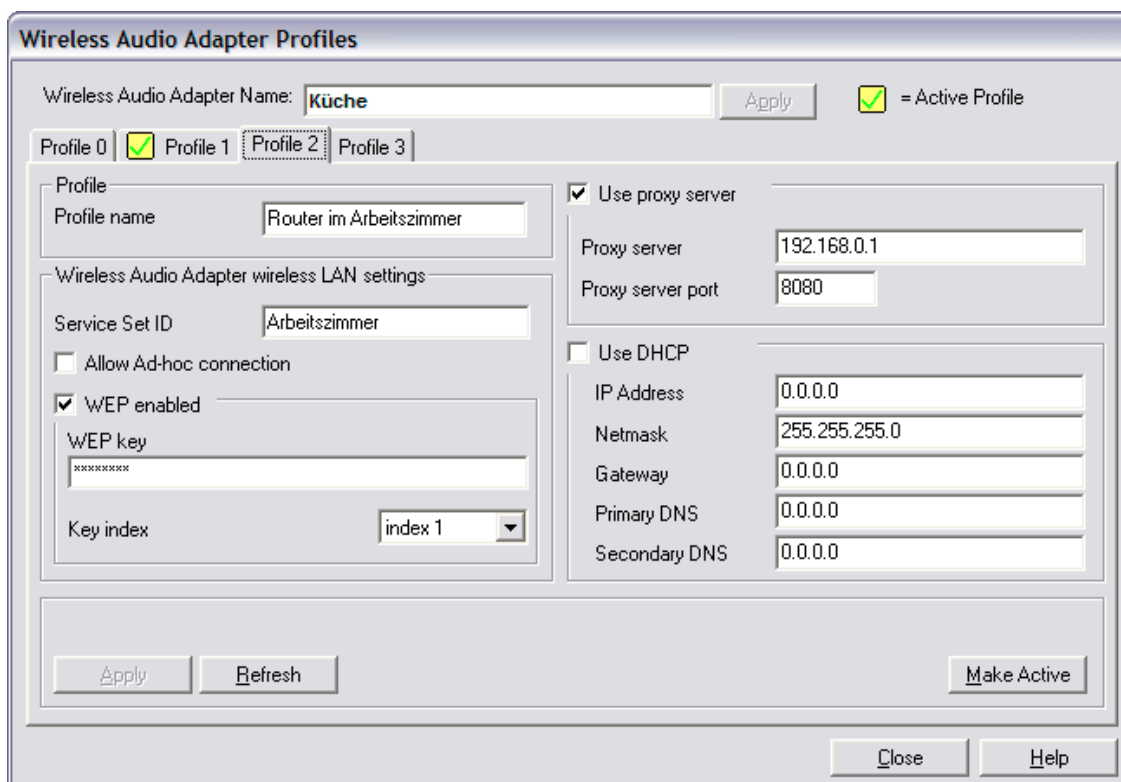 Wireless Audio Adapter Profiles
Wireless Audio Adapter Name: Küche Apply = Active Profile
Profile 0 Profile 1 Profile 2 Profile 3
Profile
Profile name Router im Arbeitszimmer
Wireless Audio Adapter wireless LAN settings
Service Set ID Arbeitszimmer
Allow Ad-hoc connection
WEP enabled
WEP key
********
Key index index 1
Use proxy server
Proxy server 192.168.0.1
Proxy server port 8080
Use DHCP
IP Address 0.0.0.0
Netmask 255.255.255.0
Gateway 0.0.0.0
Primary DNS 0.0.0.0
Secondary DNS 0.0.0.0
Apply Refresh Make Active
Close Help